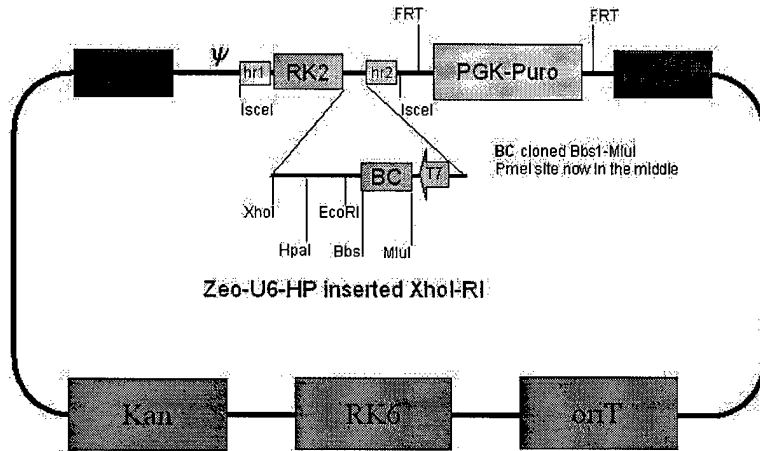 FRT
FRT
Ψ
hr1
RK2
hr2
PGK-Puro
IsceI
IsceI
BC cloned Bbs1-MluI
PmeI site now in the middle
BC
T7
XhoI
EcoRI
HpaI
BbsI
MluI
Zeo-U6-HP inserted XhoI-RI
Kan
RK6
oriT